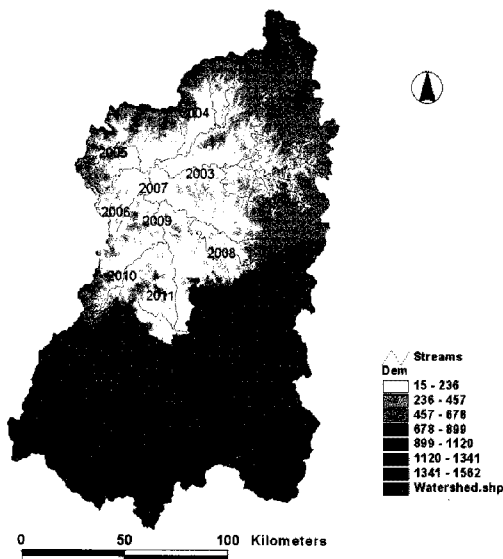 2004
2005
2003
2007
2006
2009
2008
2010
2011
Streams
Dem
15 - 236
236 - 457
457 - 678
678 - 899
899 - 1120
1120 - 1341
1341 - 1562
Watershed.shp
0 50 100 Kilometers